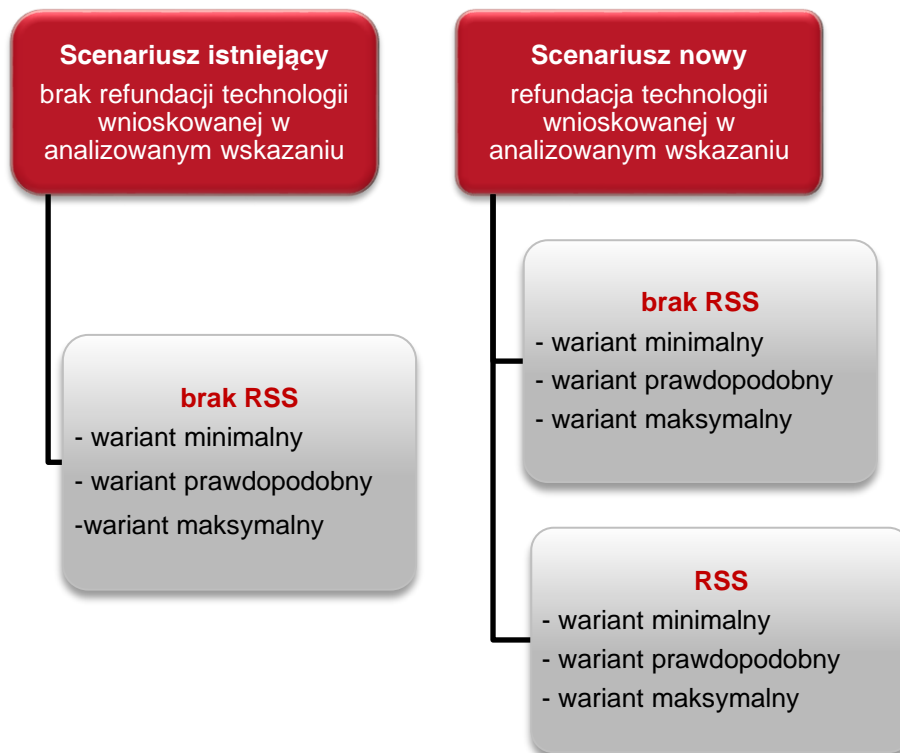 Scenariusz istniejący
brak refundacji technologii
wnioskowanej w
analizowanym wskazaniu
brak RSS
- wariant minimalny
- wariant prawdopodobny
-wariant maksymalny
Scenariusz nowy
refundacja technologii
wnioskowanej w
analizowanym wskazaniu
brak RSS
- wariant minimalny
- wariant prawdopodobny
- wariant maksymalny
RSS
- wariant minimalny
- wariant prawdopodobny
- wariant maksymalny